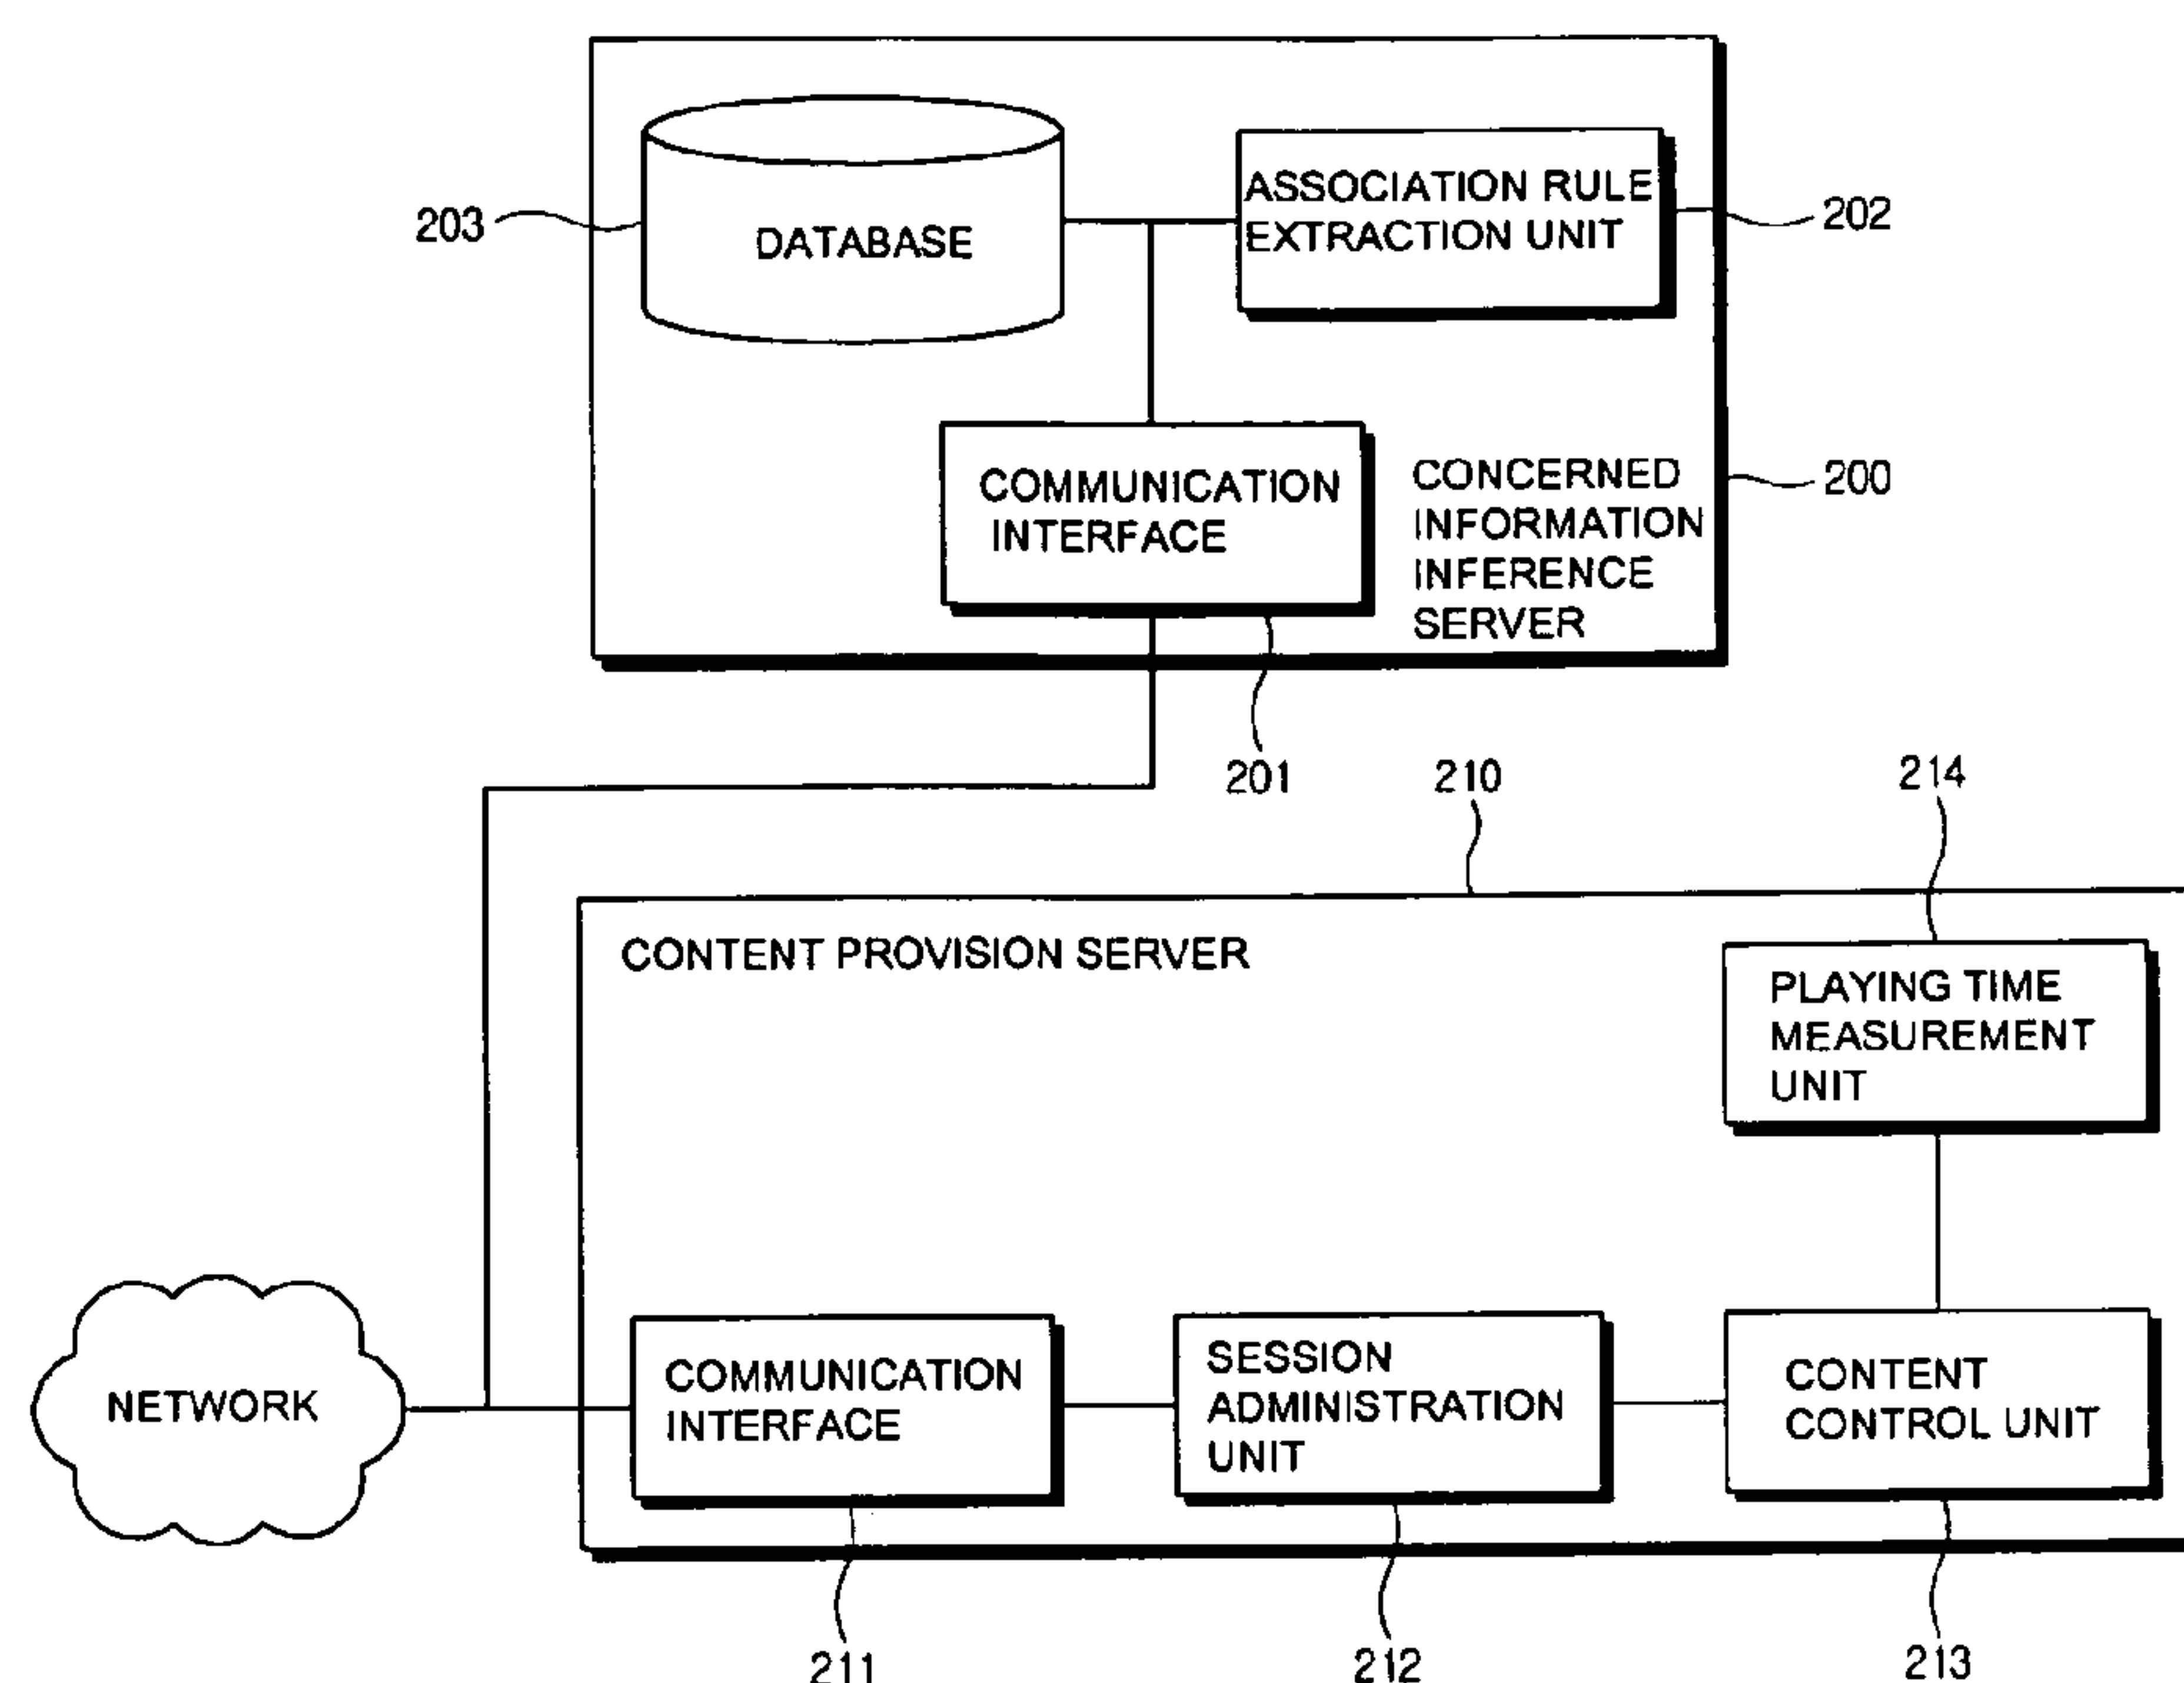 203
DATABASE
ASSOCIATION RULE
EXTRACTION UNIT
202
COMMUNICATION
INTERFACE
CONCERNED
INFORMATION
INFERENCE
SERVER
200
201
210
214
CONTENT PROVISION SERVER
PLAYING TIME
MEASUREMENT
UNIT
NETWORK
COMMUNICATION
INTERFACE
SESSION
ADMINISTRATION
UNIT
CONTENT
CONTROL UNIT
211
212
213